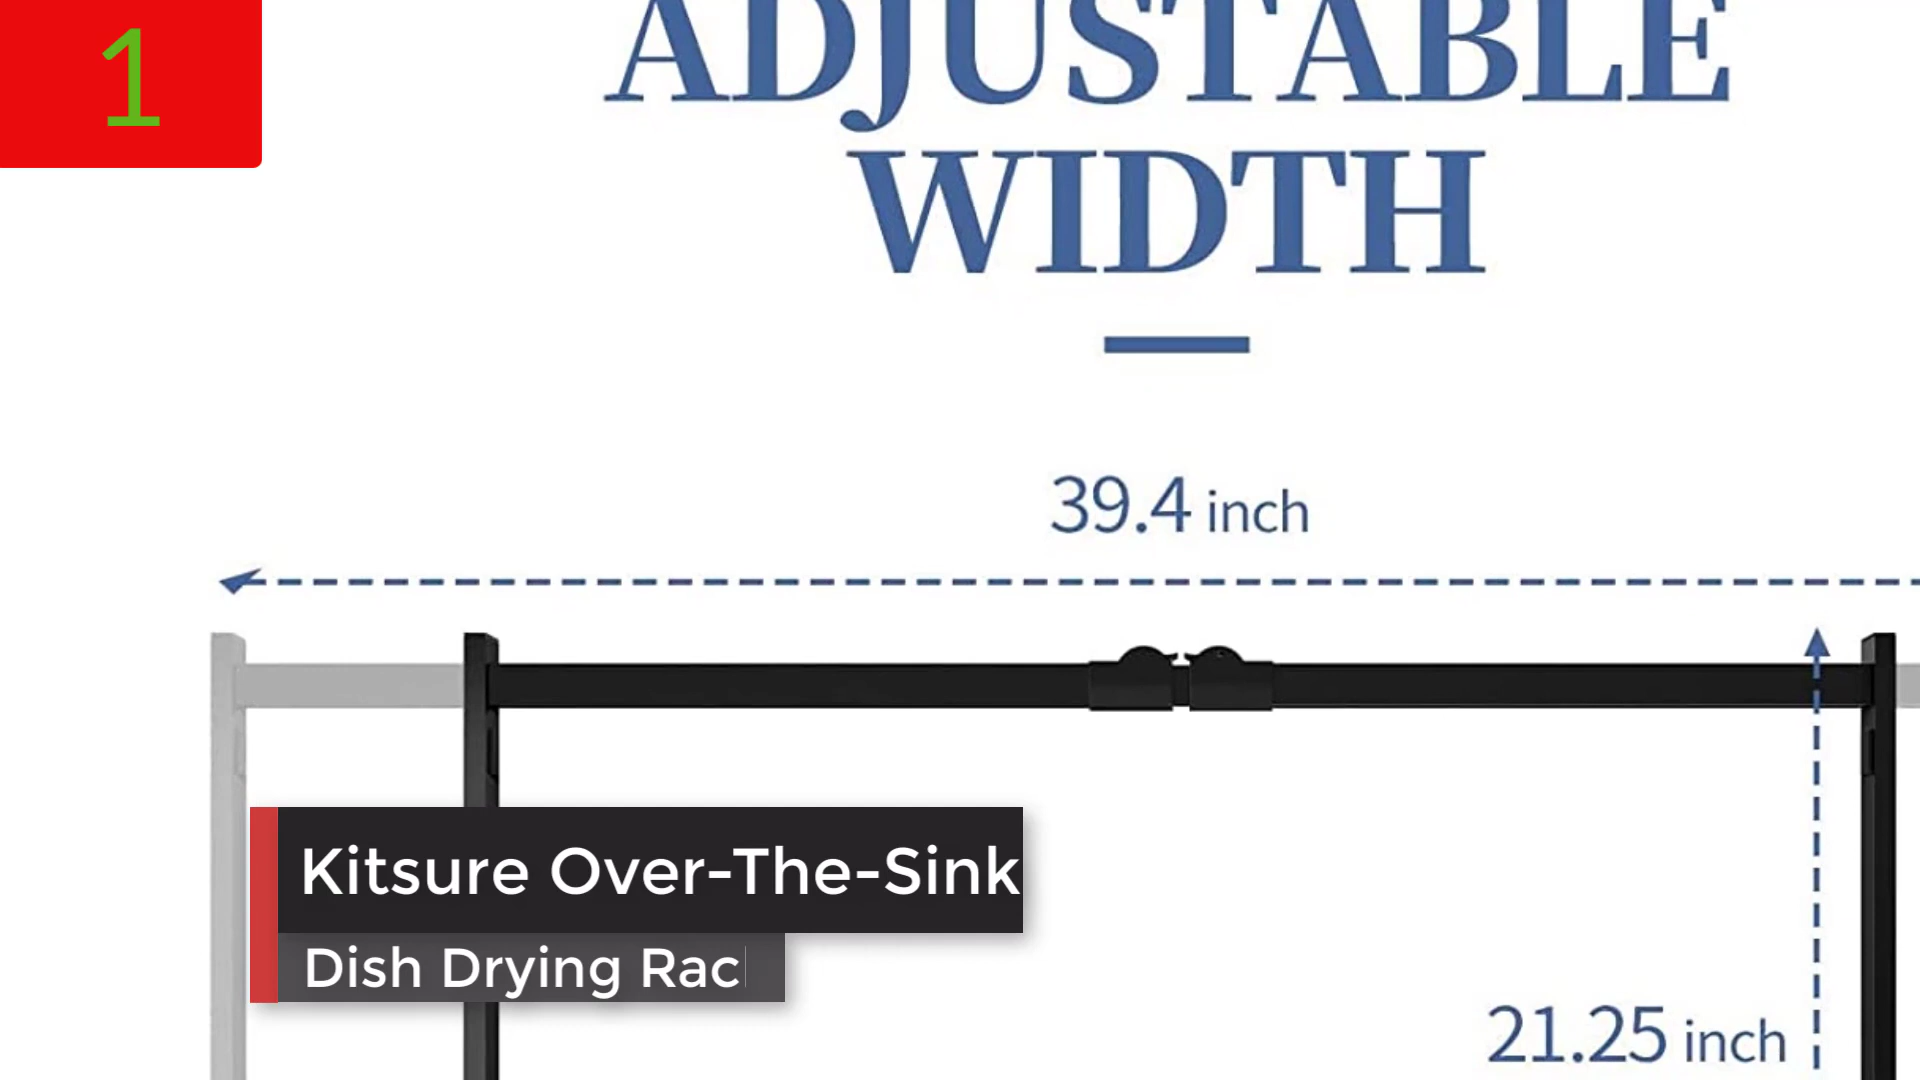 1
ADJUSTABLE
WIDTH
39.4 inch
Kitsure Over-The-Sink
Dish Drying Rac
21.25 inch